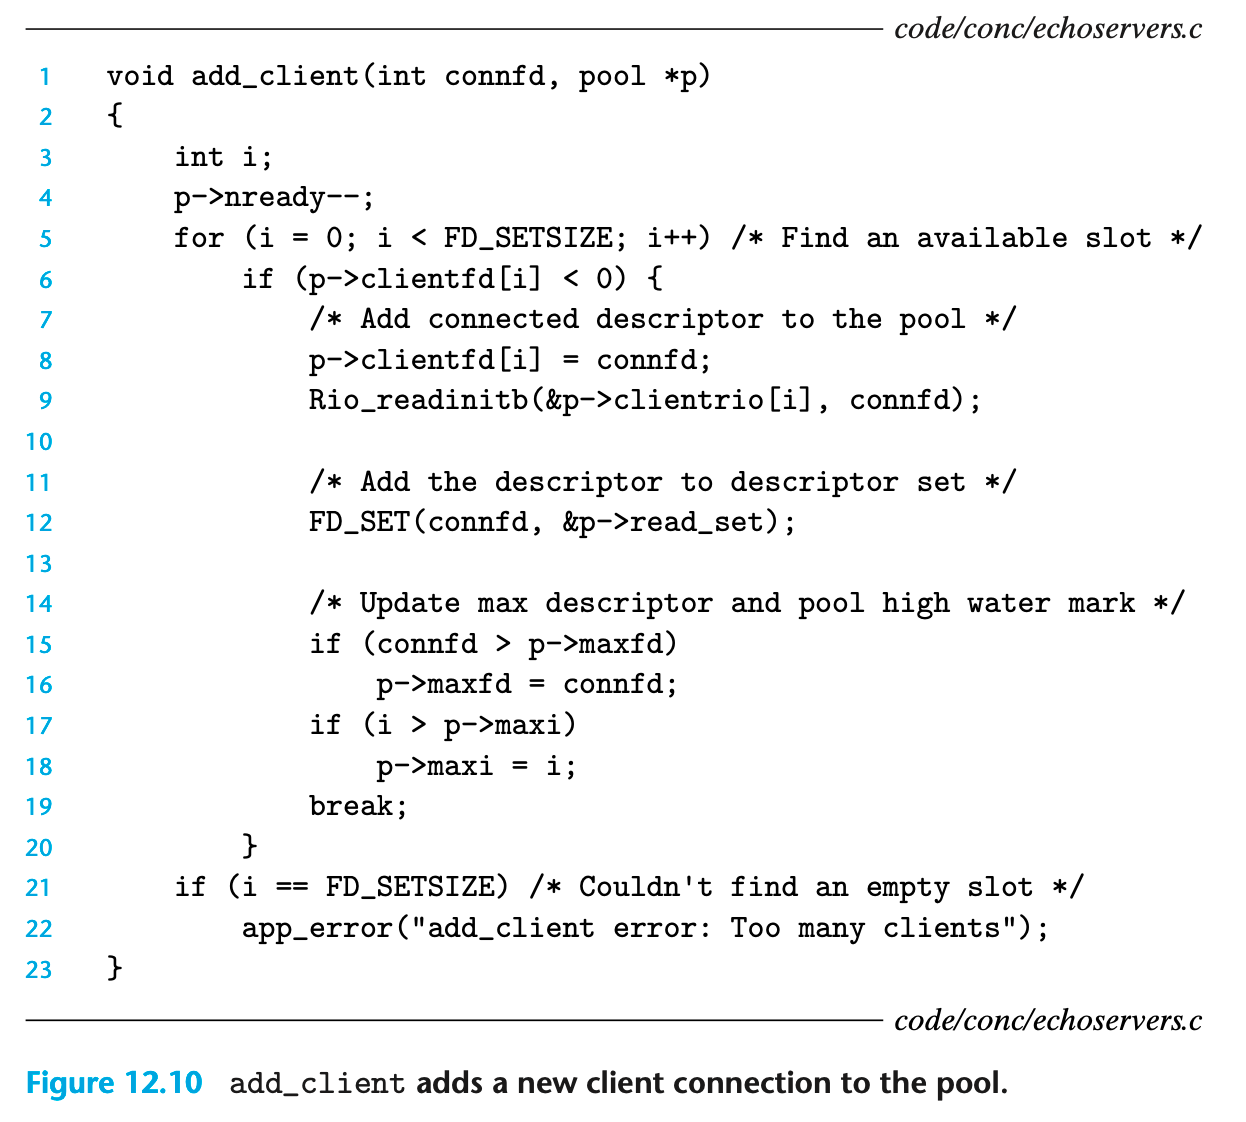 code/conc/echoservers.c
1 void add_client(int connfd, pool *p)
2 {
3     int i;
4     p->nready--;
5     for (i = 0; i < FD_SETSIZE; i++) /* Find an available slot */
6         if (p->clientfd[i] < 0) {
7             /* Add connected descriptor to the pool */
8             p->clientfd[i] = connfd;
9             Rio_readinitb(&p->clientrio[i], connfd);
10
11             /* Add the descriptor to descriptor set */
12             FD_SET(connfd, &p->read_set);
13
14             /* Update max descriptor and pool high water mark */
15             if (connfd > p->maxfd)
16                 p->maxfd = connfd;
17             if (i > p->maxi)
18                 p->maxi = i;
19             break;
20         }
21     if (i == FD_SETSIZE) /* Couldn't find an empty slot */
22         app_error("add_client error: Too many clients");
23 }
code/conc/echoservers.c
Figure 12.10 add_client adds a new client connection to the pool.